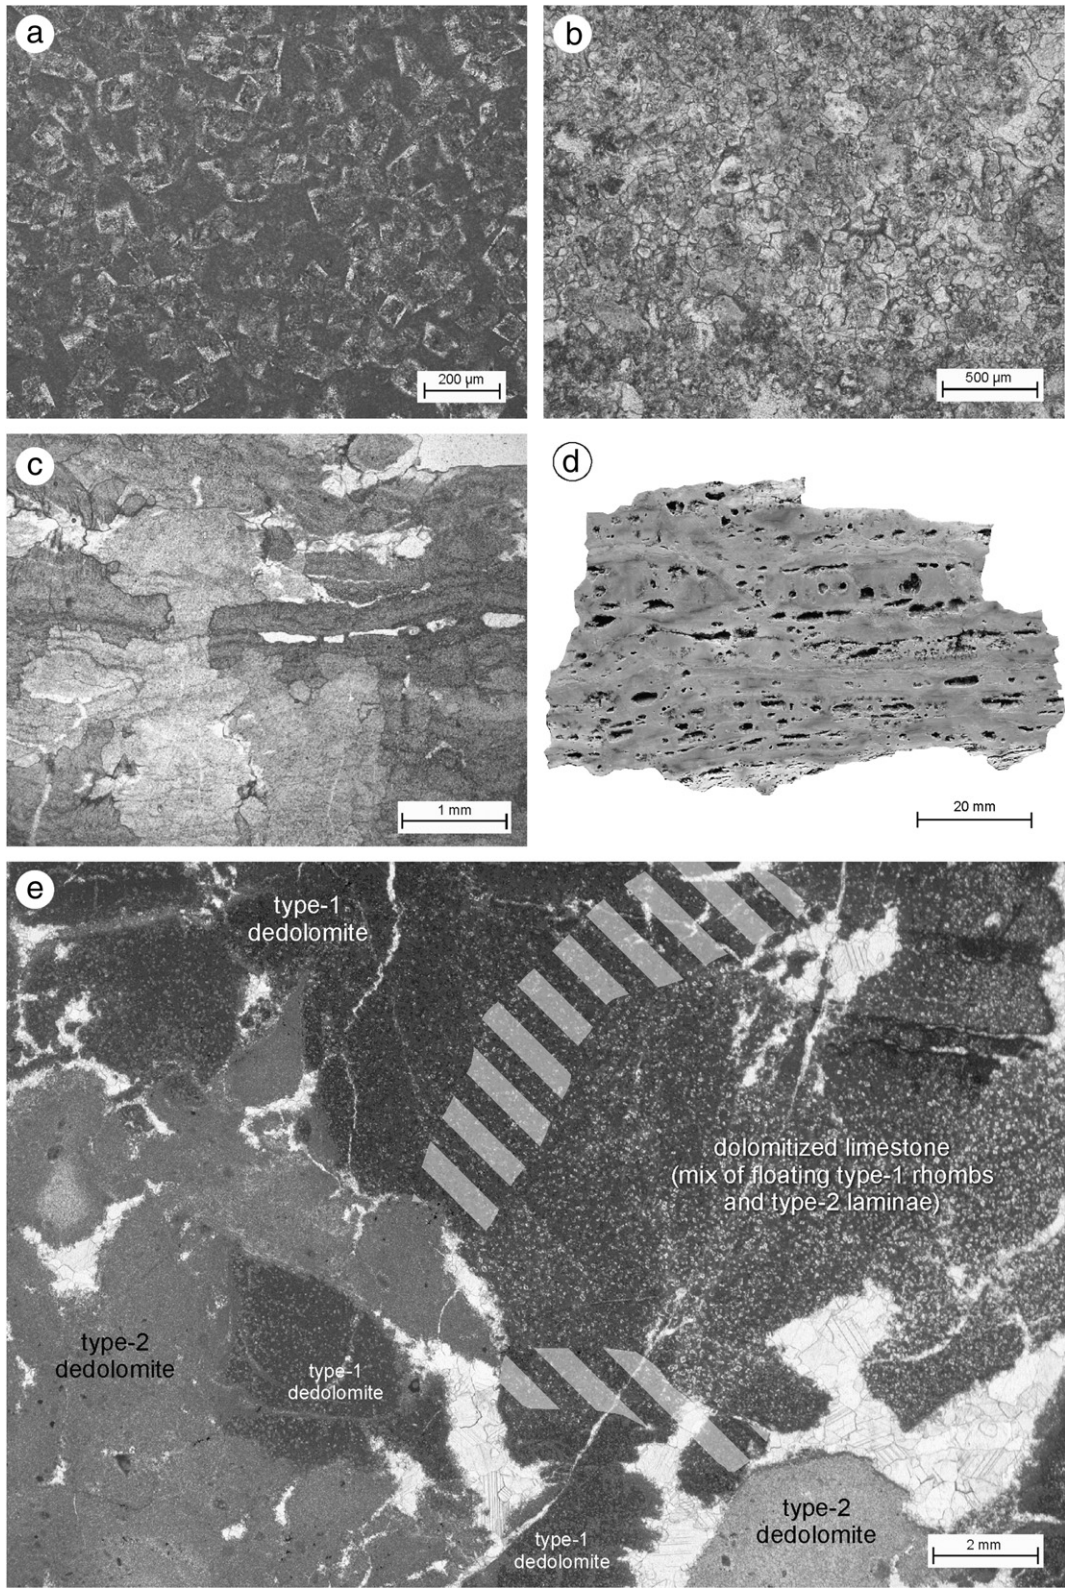 a
b
200 µm
500 µm
c
d
1 mm
20 mm
e
type-1
dedolomite
dolomitized limestone
(mix of floating type-1 rhombs
and type-2 laminae)
type-2
dedolomite
type-1
dedolomite
type-2
dedolomite
type-1
dedolomite
2 mm